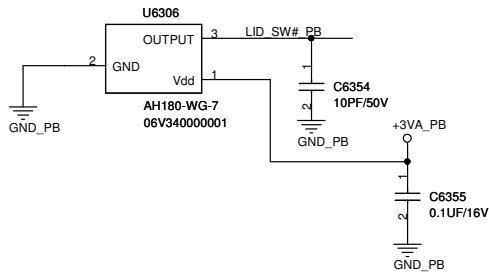 U6306
OUTPUT
3
LID_SW#_PB
2
GND
Vdd
1
1
C6354
10PF/50V
2
AH180-WG-7
06V340000001
GND_PB
GND_PB
+3VA_PB
1
C6355
0.1UF/16V
2
GND_PB